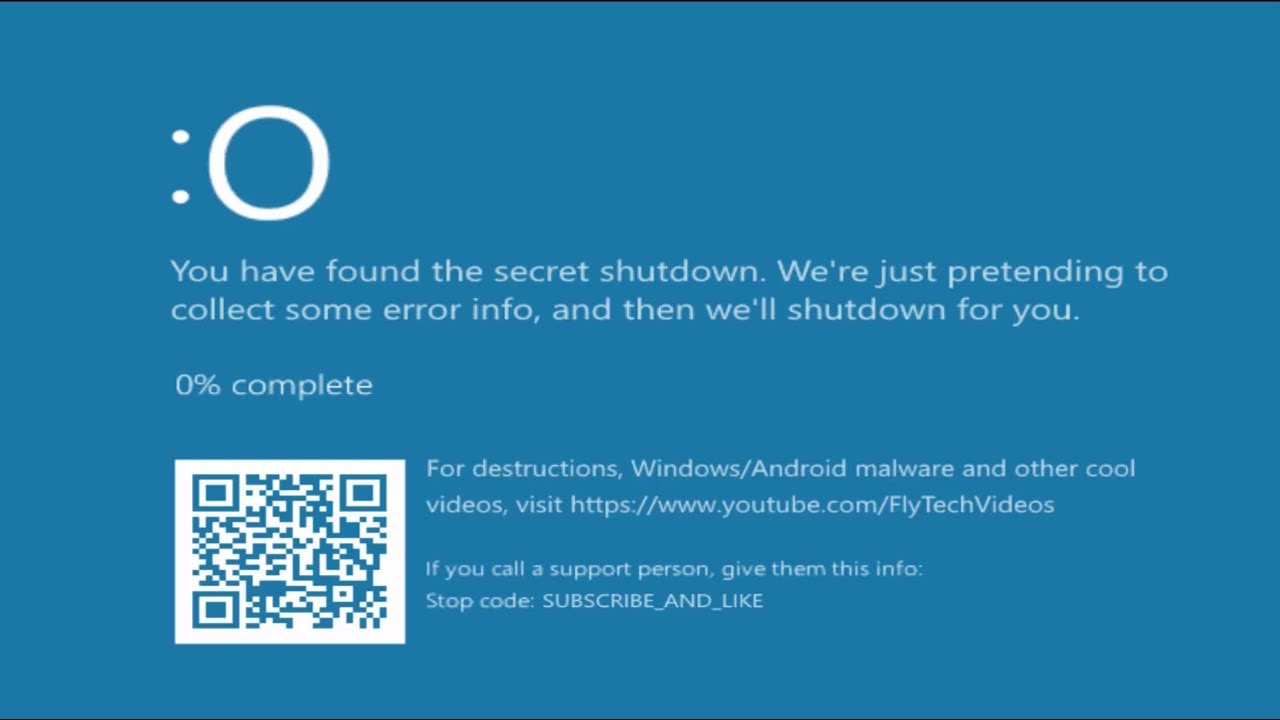 :O
You have found the secret shutdown. We're just pretending to
collect some error info, and then we'll shutdown for you.
0% complete
For destructions, Windows/Android malware and other cool
videos, visit https://www.youtube.com/FlyTechVideos
If you call a support person, give them this info:
Stop code: SUBSCRIBE_AND_LIKE